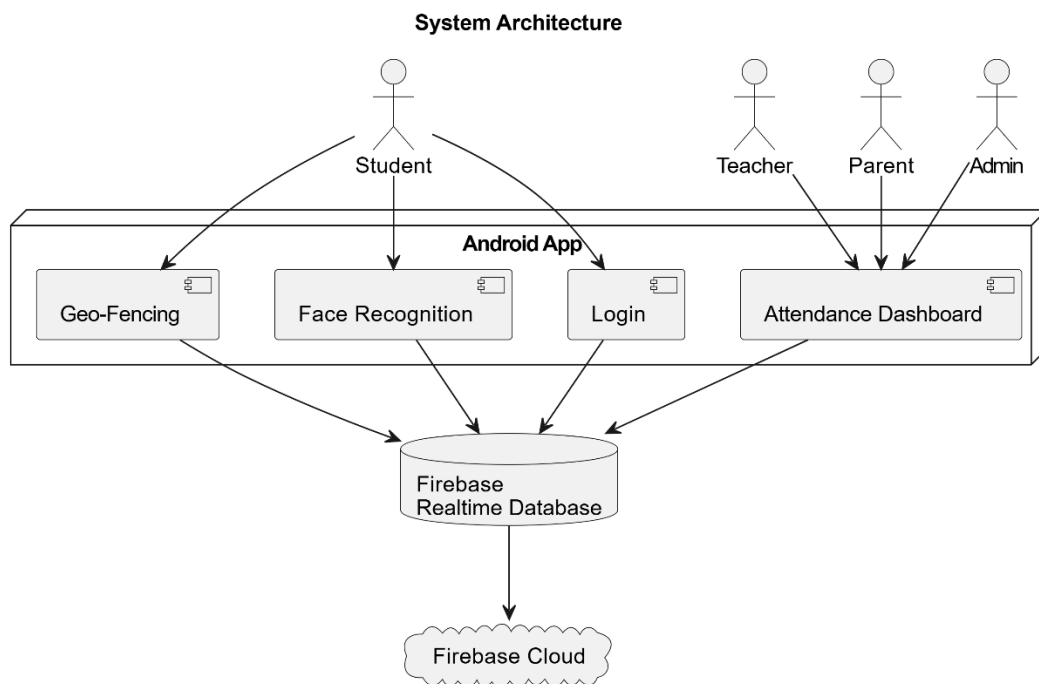 System Architecture
Student
Teacher
Parent
Admin
Android App
Geo-Fencing
Face Recognition
Login
Attendance Dashboard
Firebase
Realtime Database
Firebase Cloud